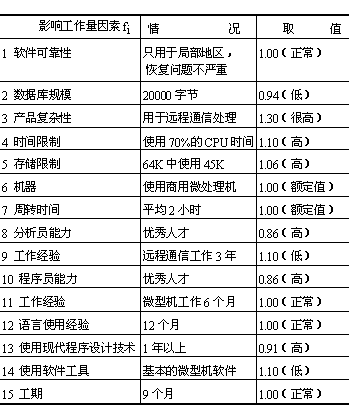 影响工作量因素 fi 情 况 取 值
1 软件可靠性 只用于局部地区， 1.00（正常）
恢复问题不严重
2 数据库规模 20000 字节 0.94（低）
3 产品复杂性 用于远程通信处理 1.30（很高）
4 时间限制 使用70%的CPU时间 1.10（高）
5 存储限制 64K 中使用 45K 1.06（高）
6 机器 使用商用微处理机 1.00（额定值）
7 周转时间 平均 2 小时 1.00（额定值）
8 分析员能力 优秀人才 0.86（高）
9 工作经验 远程通信工作 3 年 1.10（低）
10 程序员能力 优秀人才 0.86（高）
11 工作经验 微型机工作 6 个月 1.00（正常）
12 语言使用经验 12 个月 1.00（正常）
13 使用现代程序设计技术 1 年以上 0.91（高）
14 使用软件工具 基本的微型机软件 1.10（低）
15 工期 9 个月 1.00（正常）